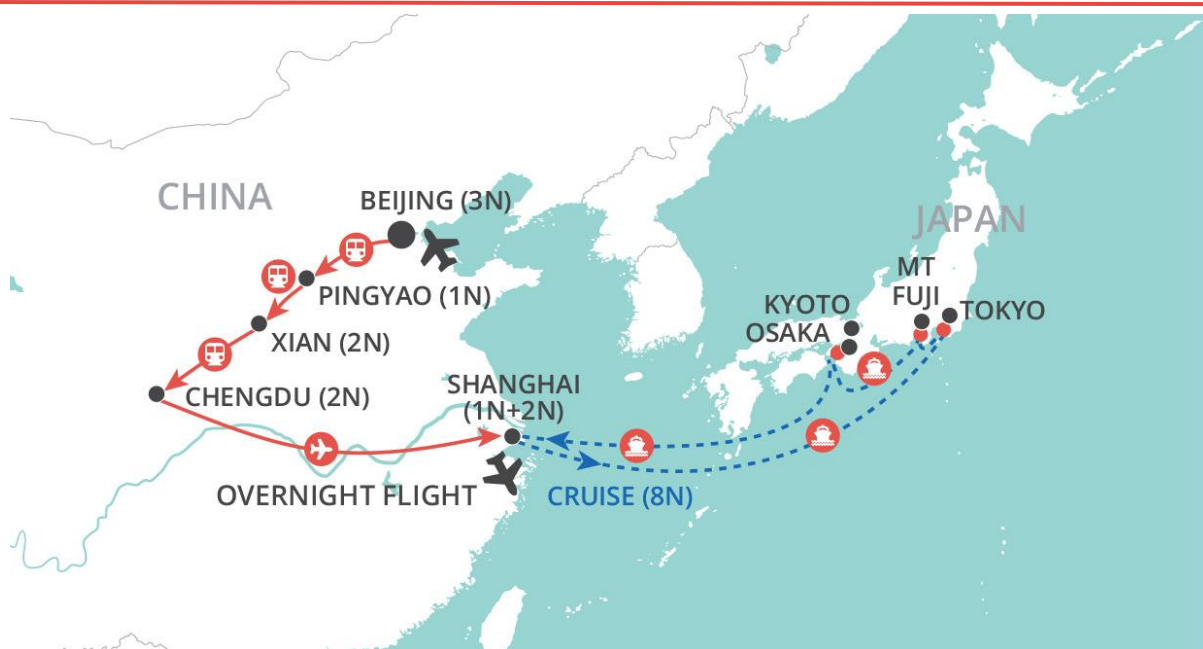 CHINA
BEIJING (3N)
PINGYAO (1N)
XIAN (2N)
CHENGDU (2N)
SHANGHAI
(1N+2N)
OVERNIGHT FLIGHT
CRUISE (8N)
JAPAN
MT
FUJI
KYOTO
OSAKA
TOKYO